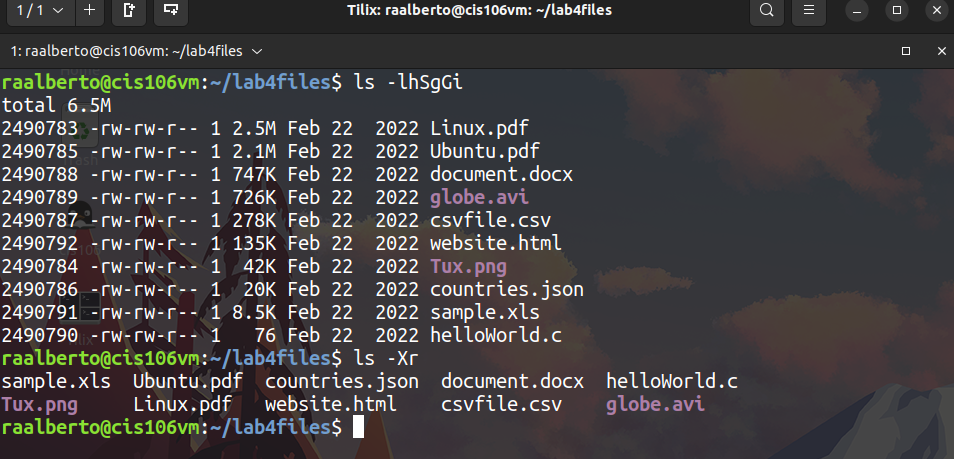 1 / 1
Tilix: raalberto@cis106vm: ~/lab4files
1: raalberto@cis106vm: ~/lab4files
raalberto@cis106vm:~/lab4files$ ls -lhSgGi
total 6.5M
2490783 -rw-rw-r-- 1 2.5M Feb 22  2022 Linux.pdf
2490785 -rw-rw-r-- 1 2.1M Feb 22  2022 Ubuntu.pdf
2490788 -rw-rw-r-- 1 747K Feb 22  2022 document.docx
2490789 -rw-rw-r-- 1 726K Feb 22  2022 globe.avi
2490787 -rw-rw-r-- 1 278K Feb 22  2022 csvfile.csv
2490792 -rw-rw-r-- 1 135K Feb 22  2022 website.html
2490784 -rw-rw-r-- 1  42K Feb 22  2022 Tux.png
2490786 -rw-rw-r-- 1  20K Feb 22  2022 countries.json
2490791 -rw-rw-r-- 1 8.5K Feb 22  2022 sample.xls
2490790 -rw-rw-r-- 1   76 Feb 22  2022 helloWorld.c
raalberto@cis106vm:~/lab4files$ ls -Xr
sample.xls  Ubuntu.pdf  countries.json  document.docx  helloWorld.c
Tux.png     Linux.pdf   website.html    csvfile.csv    globe.avi
raalberto@cis106vm:~/lab4files$